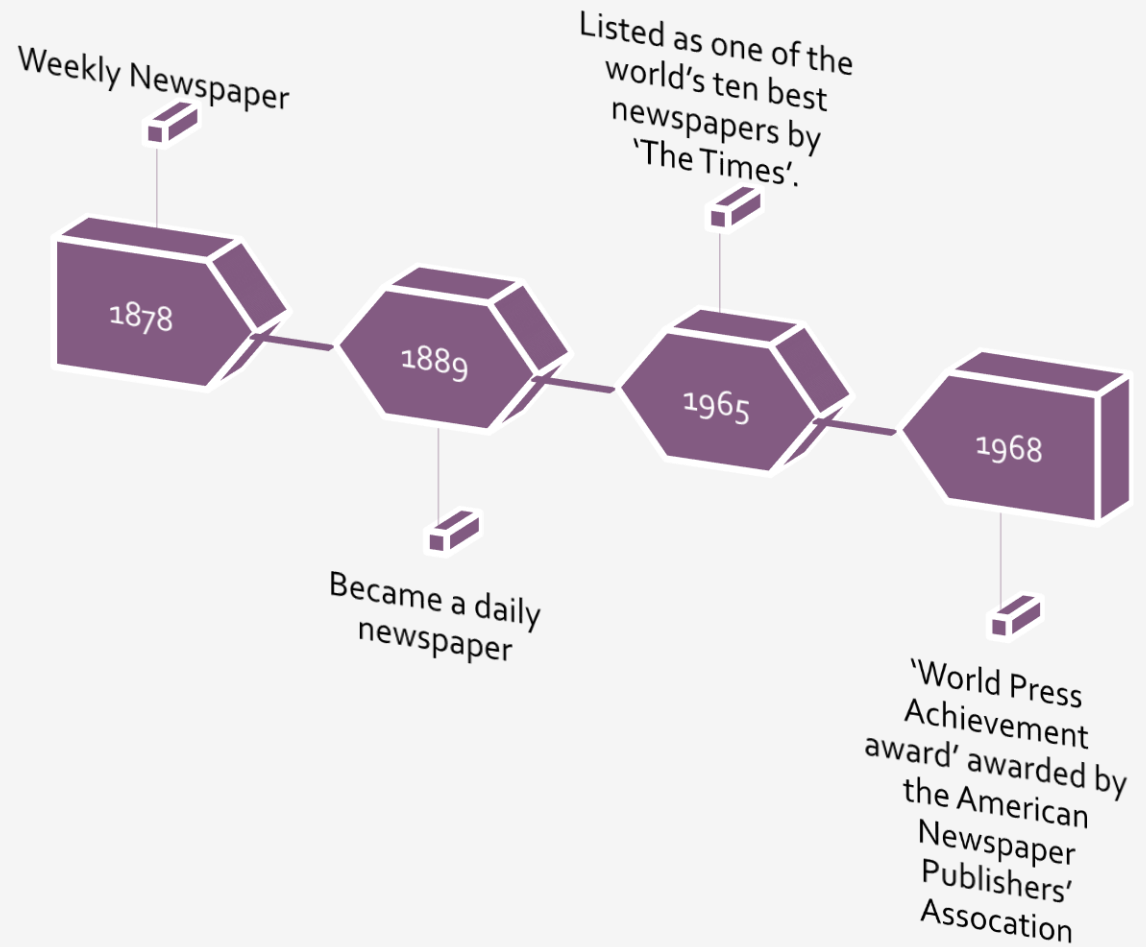 Weekly Newspaper
1878
1889
Became a daily
newspaper
Listed as one of the
world’s ten best
newspapers by
‘The Times’.
1965
1968
‘World Press
Achievement
award’ awarded by
the American
Newspaper
Publishers’
Assocation